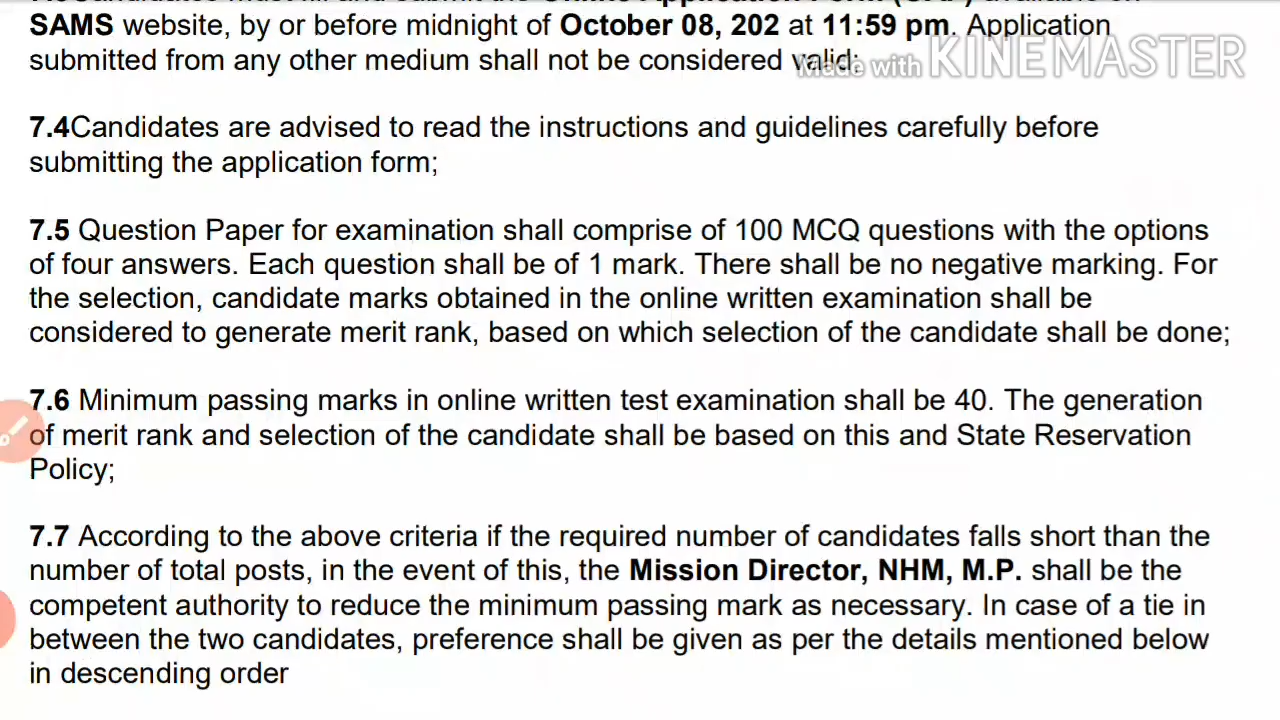 SAMS website, by or before midnight of October 08, 202 at 11:59 pm. Application
submitted from any other medium shall not be considered valid;
Made with KINEMASTER
7.4Candidates are advised to read the instructions and guidelines carefully before
submitting the application form;
7.5 Question Paper for examination shall comprise of 100 MCQ questions with the options
of four answers. Each question shall be of 1 mark. There shall be no negative marking. For
the selection, candidate marks obtained in the online written examination shall be
considered to generate merit rank, based on which selection of the candidate shall be done;
7.6 Minimum passing marks in online written test examination shall be 40. The generation
of merit rank and selection of the candidate shall be based on this and State Reservation
Policy;
7.7 According to the above criteria if the required number of candidates falls short than the
number of total posts, in the event of this, the Mission Director, NHM, M.P. shall be the
competent authority to reduce the minimum passing mark as necessary. In case of a tie in
between the two candidates, preference shall be given as per the details mentioned below
in descending order